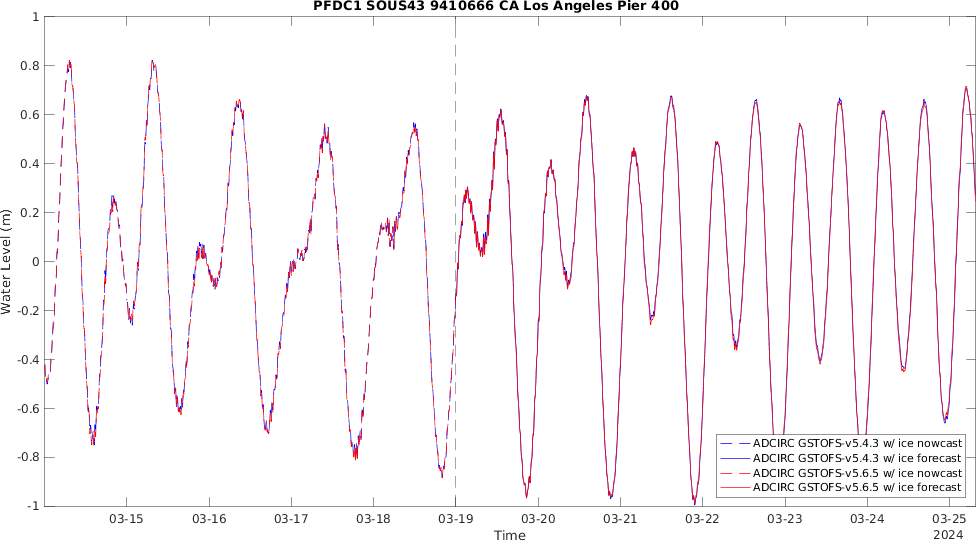 PFDC1 SOUS43 9410666 CA Los Angeles Pier 400
1
0.8
0.6
0.4
0.2
0
-0.2
-0.4
-0.6
-0.8
-1
Water Level (m)
03-15 03-16 03-17 03-18 03-19 03-20 03-21 03-22 03-23 03-24 03-25
2024
Time
ADCIRC GSTOFS-v5.4.3 w/ ice nowcast
ADCIRC GSTOFS-v5.4.3 w/ ice forecast
ADCIRC GSTOFS-v5.6.5 w/ ice nowcast
ADCIRC GSTOFS-v5.6.5 w/ ice forecast